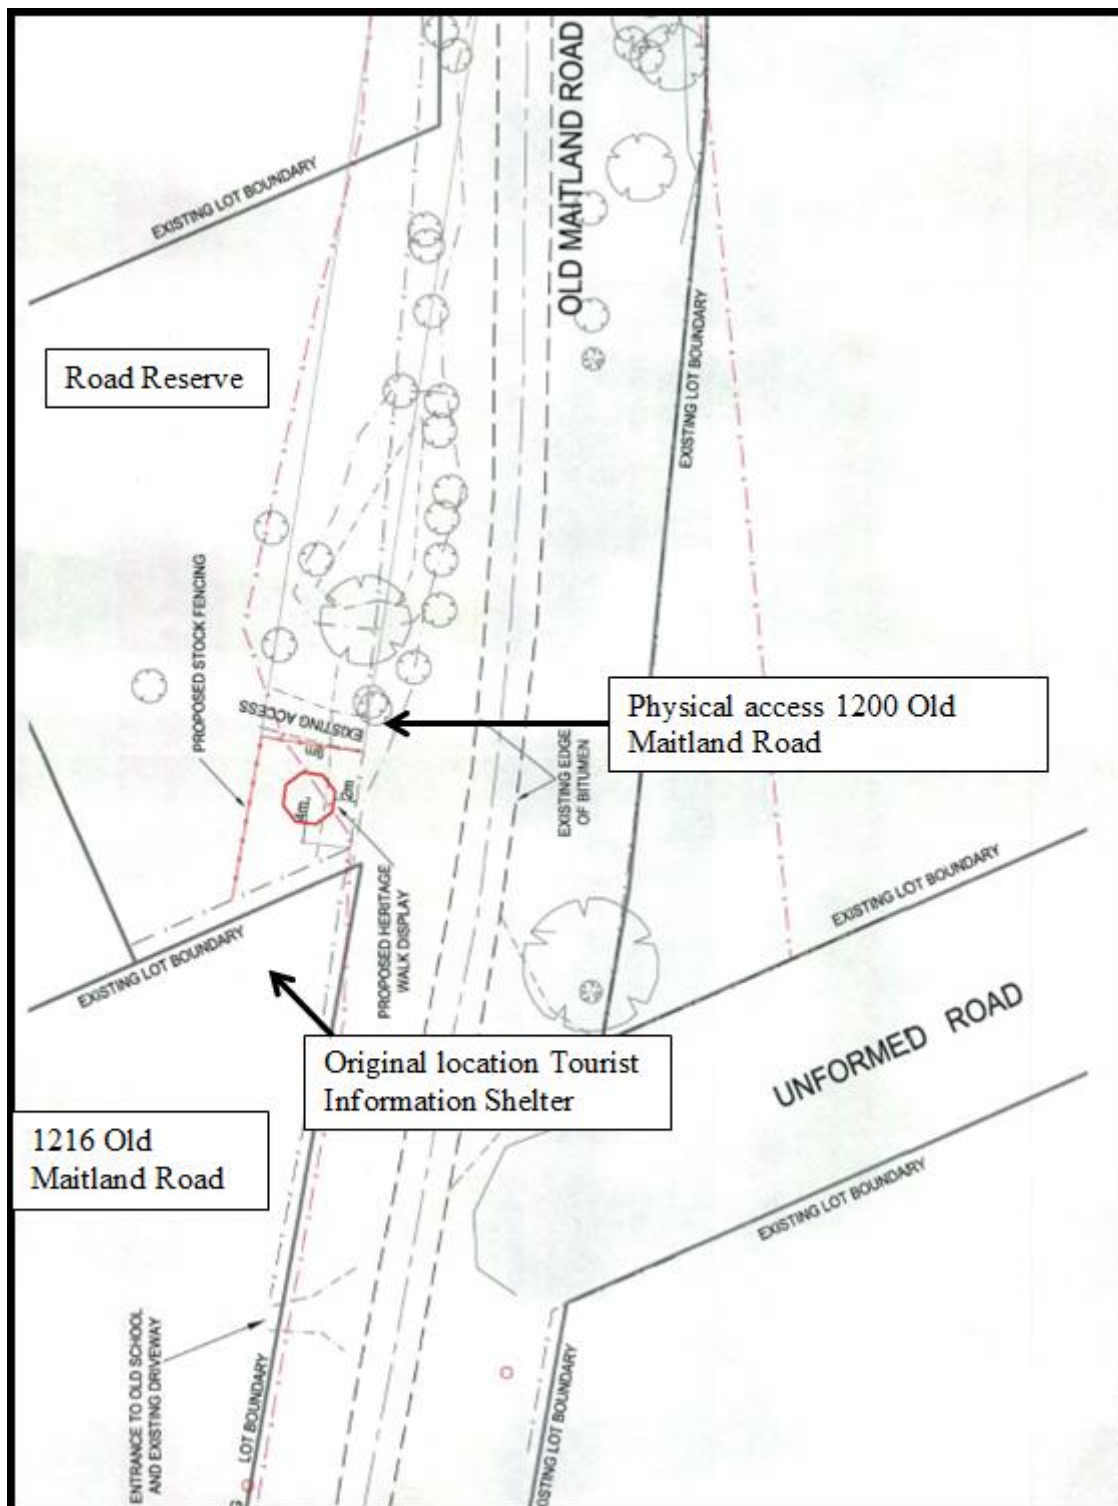 OLD MAITLAND ROAD
EXISTING LOT BOUNDARY
Road Reserve
EXISTING LOT BOUNDARY
PROPOSED STOCK FENCING
EXISTING ACCESS
Physical access 1200 Old
Maitland Road
EXISTING EDGE
OF BITUMEN
4m.
2m
PROPOSED HERITAGE
WALK DISPLAY
EXISTING LOT BOUNDARY
EXISTING LOT BOUNDARY
UNFORMED ROAD
Original location Tourist
Information Shelter
1216 Old
Maitland Road
EXISTING LOT BOUNDARY
ENTRANCE TO OLD SCHOOL
AND EXISTING DRIVEWAY
LOT BOUNDARY
EXISTING LOT BOUNDARY